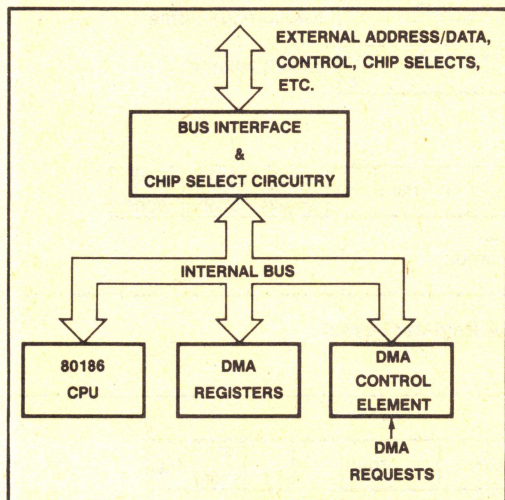 EXTERNAL ADDRESS/DATA,
CONTROL, CHIP SELECTS,
ETC.
BUS INTERFACE
&
CHIP SELECT CIRCUITRY
INTERNAL BUS
80186
CPU
DMA
REGISTERS
DMA
CONTROL
ELEMENT
DMA
REQUESTS